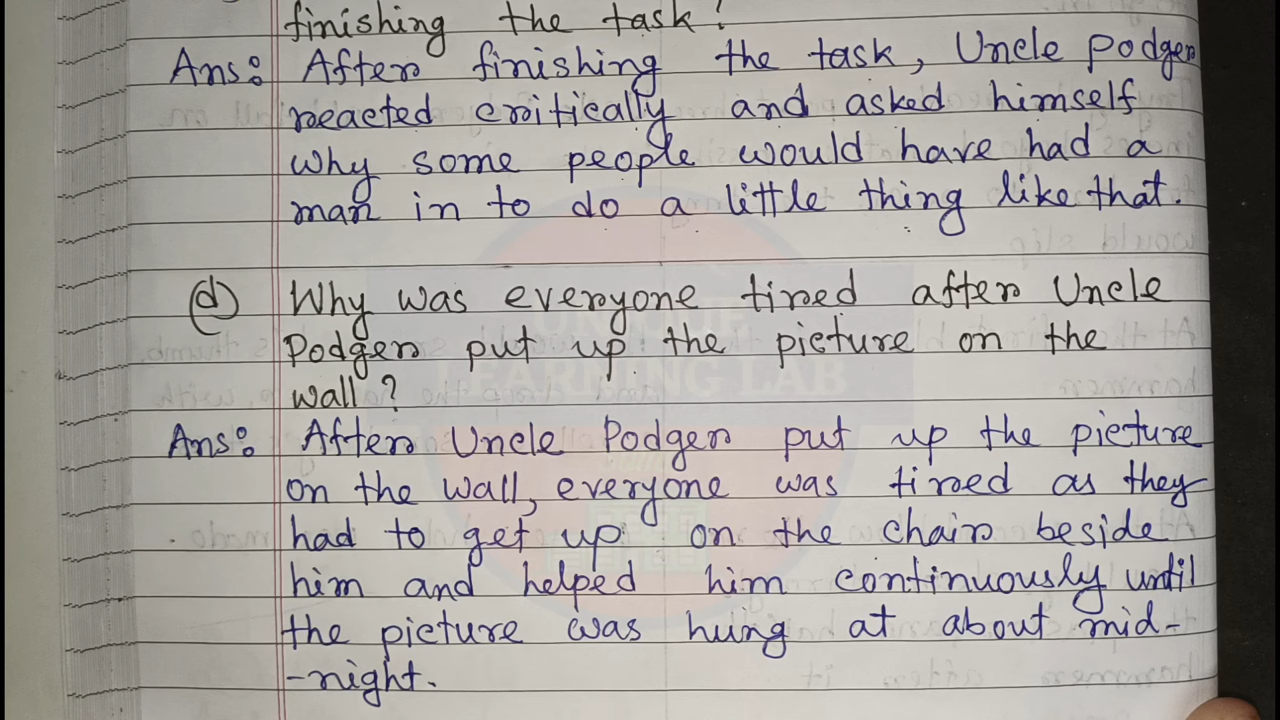 finishing the task?
Ans: After finishing the task, Uncle Podger
reacted critically and asked himself
why some people would have had a
man in to do a little thing like that.
(d) Why was everyone tired after Uncle
Podger put up the picture on the
wall?
Ans: After Uncle Podger put up the picture
on the wall, everyone was tired as they
had to get up on the chair beside
him and helped him continuously until
the picture was hung at about mid-
-night.
LEARNING LAB